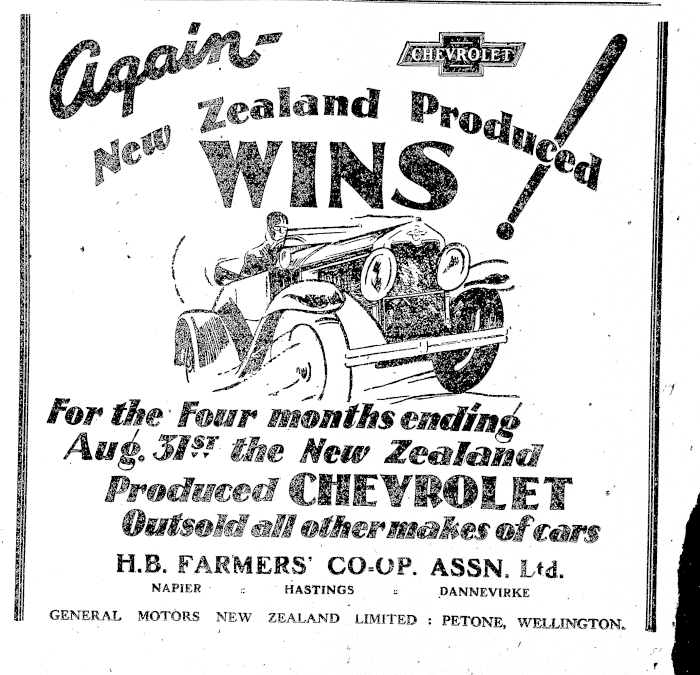 Again-
CHEVROLET
New Zealand Produced
WINS!
For the Four months ending
Aug. 31ST the New Zealand
Produced CHEVROLET
Outsold all other makes of cars
H.B. FARMERS' CO-OP. ASSN. Ltd.
NAPIER :: HASTINGS :: DANNEVIRKE
GENERAL MOTORS NEW ZEALAND LIMITED : PETONE, WELLINGTON.